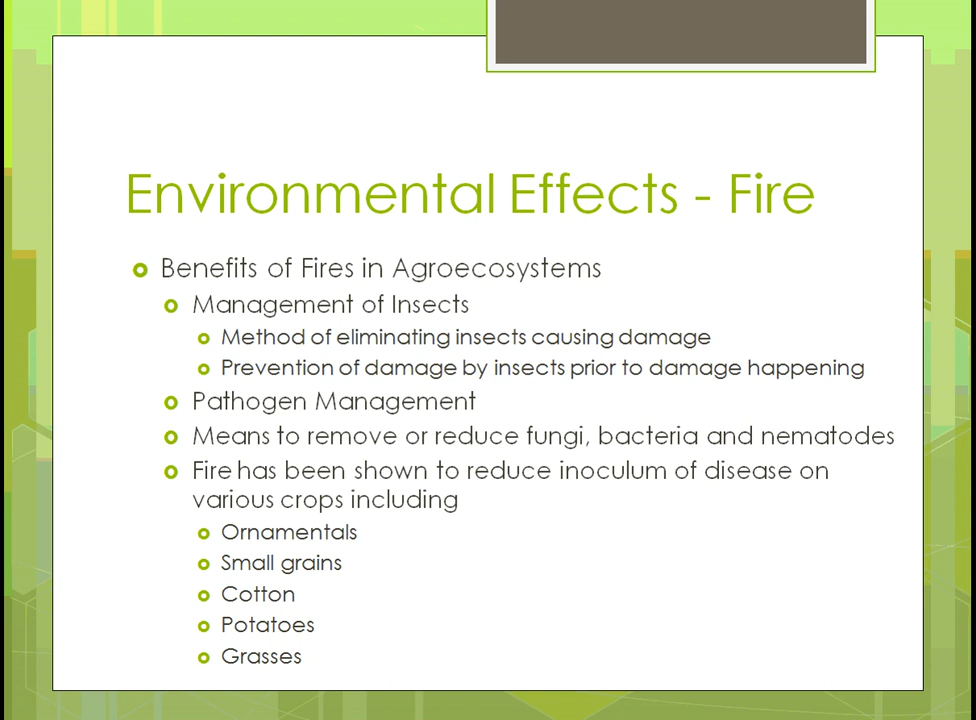 Environmental Effects - Fire
Benefits of Fires in Agroecosystems
Management of Insects
Method of eliminating insects causing damage
Prevention of damage by insects prior to damage happening
Pathogen Management
Means to remove or reduce fungi, bacteria and nematodes
Fire has been shown to reduce inoculum of disease on
various crops including
Ornamentals
Small grains
Cotton
Potatoes
Grasses